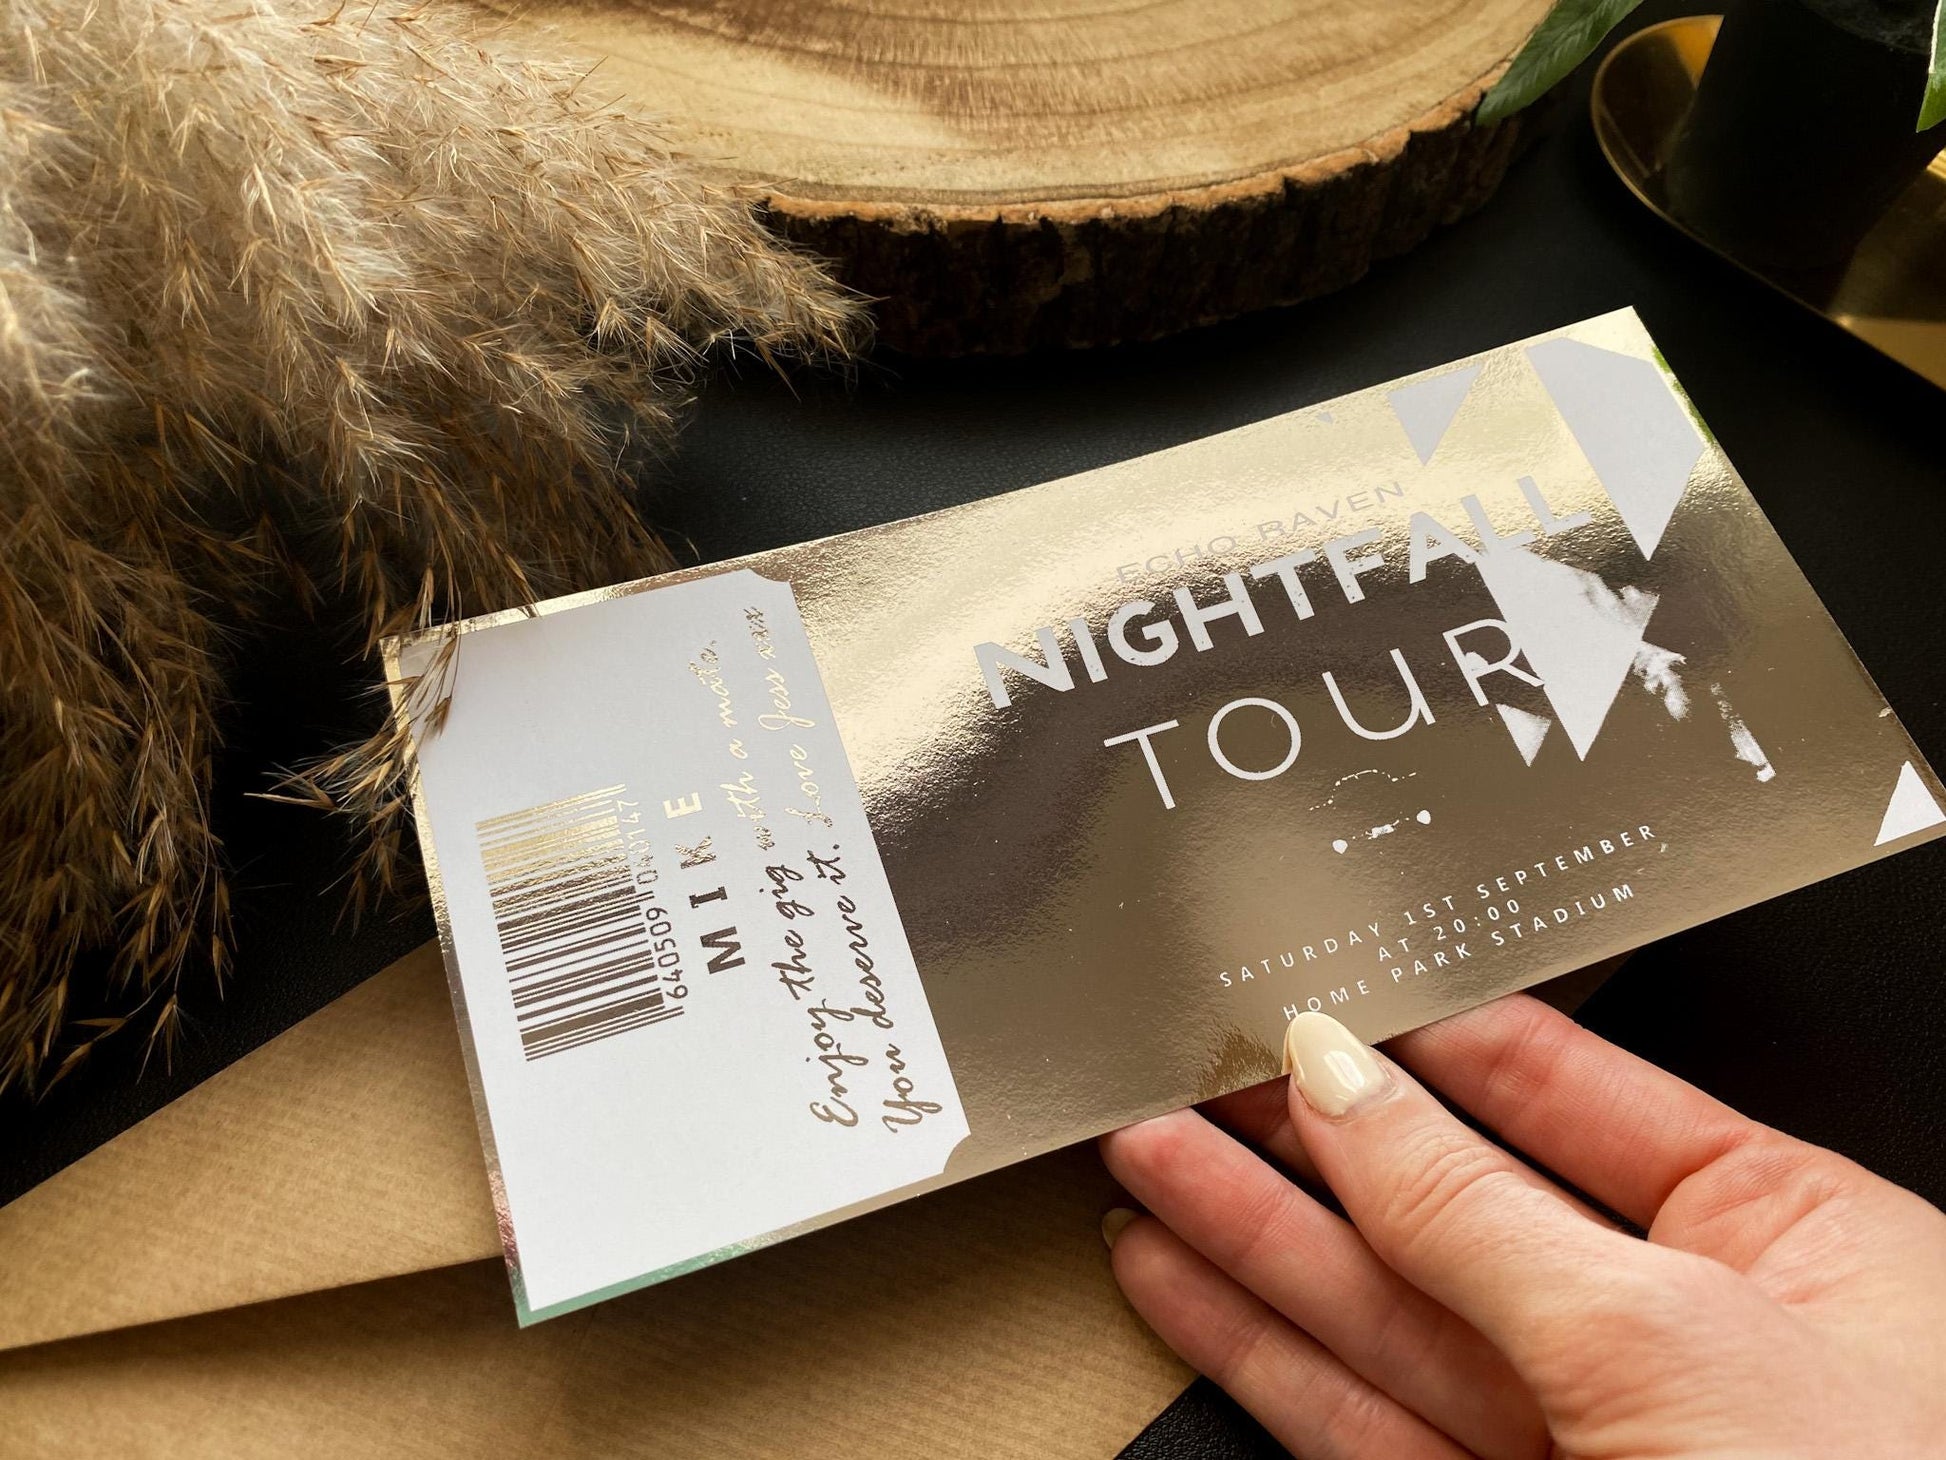 ECHO RAVEN
NIGHTFALL
TOUR
SATURDAY 1ST SEPTEMBER
AT 20:00
HOME PARK STADIUM
640509 040147
MIKE
Enjoy the gig with a mate.
You deserve it. Love Jess xxx